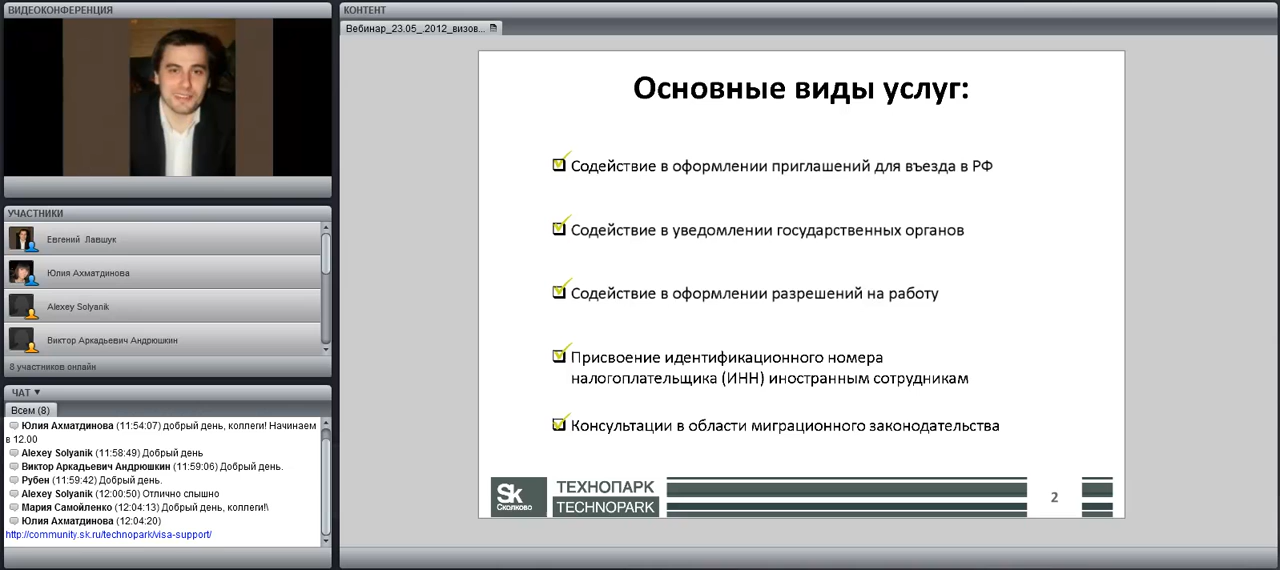 ВИДЕОКОНФЕРЕНЦИЯ
УЧАСТНИКИ
Евгений Лавшук
Юлия Ахматдинова
Alexey Solyanik
Виктор Аркадьевич Андрюшкин
8 участников онлайн
ЧАТ
Всем (8)
Юлия Ахматдинова (11:54:07) добрый день, коллеги! Начинаем
в 12.00
Alexey Solyanik (11:58:49) Добрый день
Виктор Аркадьевич Андрюшкин (11:59:06) Добрый день.
Рубен (11:59:42) Добрый день.
Alexey Solyanik (12:00:50) Отлично слышно
Мария Самойленко (12:04:13) Добрый день, коллеги!\
Юлия Ахматдинова (12:04:20)
http://community.sk.ru/technopark/visa-support/
КОНТЕНТ
Вебинар_23.05_.2012_визов...
Основные виды услуг:
Содействие в оформлении приглашений для въезда в РФ
Содействие в уведомлении государственных органов
Содействие в оформлении разрешений на работу
Присвоение идентификационного номера
налогоплательщика (ИНН) иностранным сотрудникам
Консультации в области миграционного законодательства
Sk
Сколково
ТЕХНОПАРК
TECHNOPARK
2